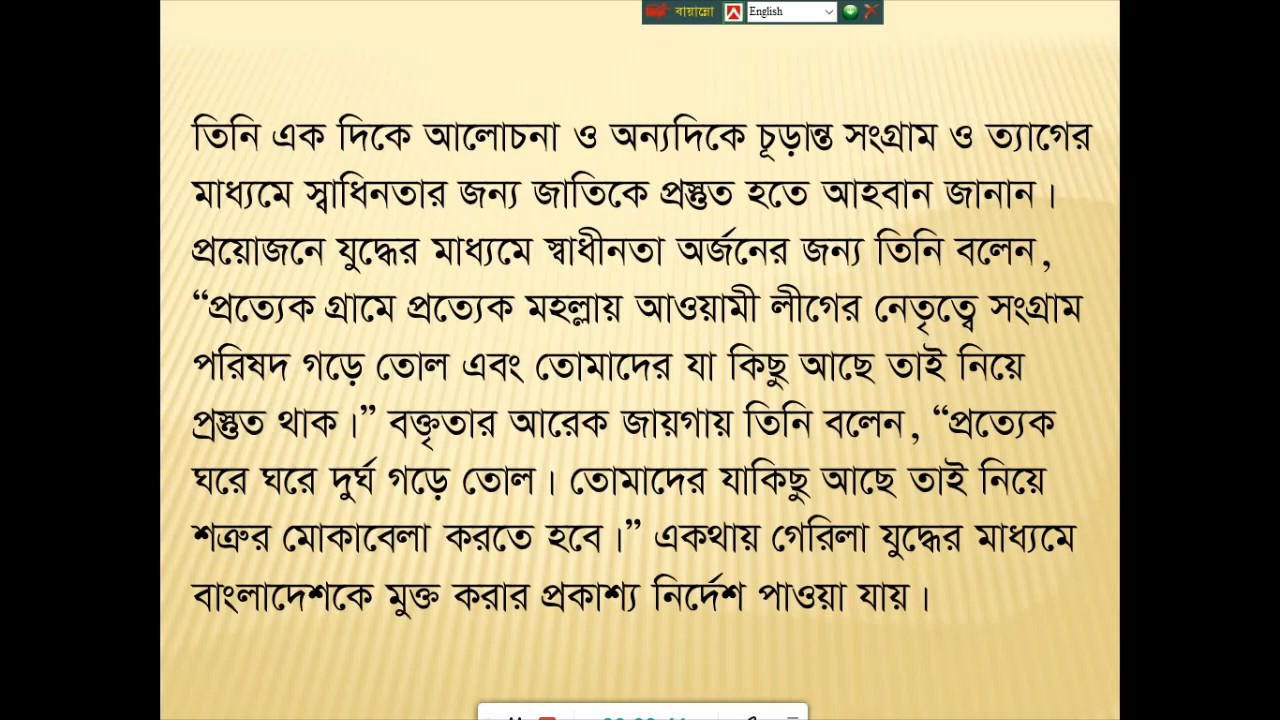 বায়ান্নো English
তিনি এক দিকে আলোচনা ও অন্যদিকে চূড়ান্ত সংগ্রাম ও ত্যাগের
মাধ্যমে স্বাধিনতার জন্য জাতিকে প্রস্তুত হতে আহবান জানান।
প্রয়োজনে যুদ্ধের মাধ্যমে স্বাধীনতা অর্জনের জন্য তিনি বলেন,
“প্রত্যেক গ্রামে প্রত্যেক মহল্লায় আওয়ামী লীগের নেতৃত্বে সংগ্রাম
পরিষদ গড়ে তোল এবং তোমাদের যা কিছু আছে তাই নিয়ে
প্রস্তুত থাক।” বক্তৃতার আরেক জায়গায় তিনি বলেন, “প্রত্যেক
ঘরে ঘরে দুর্ঘ গড়ে তোল। তোমাদের যাকিছু আছে তাই নিয়ে
শত্রুর মোকাবেলা করতে হবে।” একথায় গেরিলা যুদ্ধের মাধ্যমে
বাংলাদেশকে মুক্ত করার প্রকাশ্য নির্দেশ পাওয়া যায়।